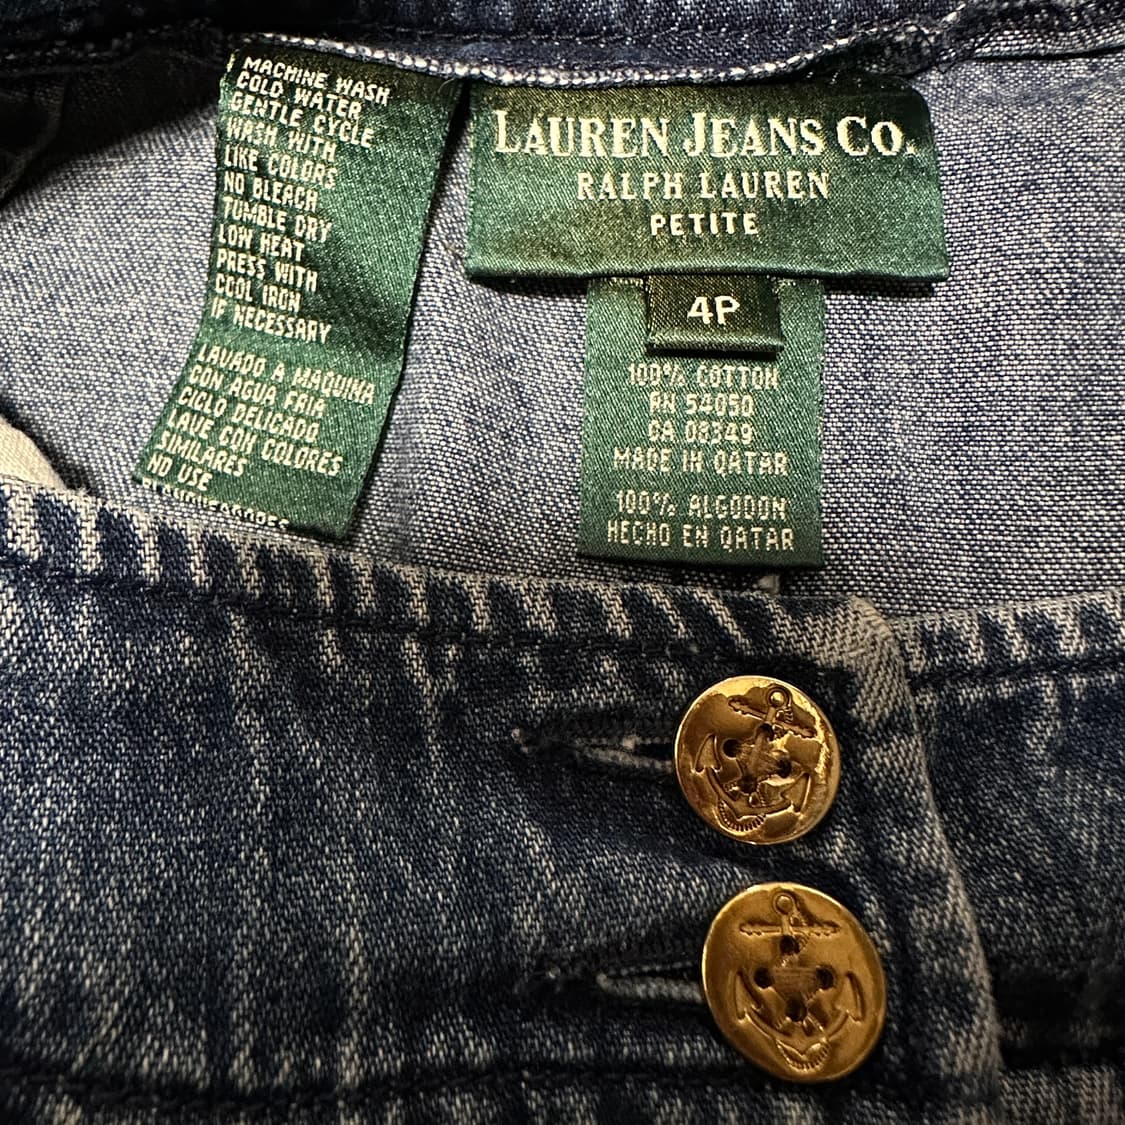 MACHINE WASH
COLD WATER
GENTLE CYCLE
WASH WITH
LIKE COLORS
NO BLEACH
TUMBLE DRY
LOW HEAT
PRESS WITH
COOL IRON
IF NECESSARY
LAVADO A MAQUINA
CON AGUA FRIA
CICLO DELICADO
LAVE CON COLORES
SIMILARES
NO USE
LAUREN JEANS CO.
RALPH LAUREN
PETITE
4P
100% COTTON
RN 54050
CA 08349
MADE IN QATAR
100% ALGODON
HECHO EN QATAR